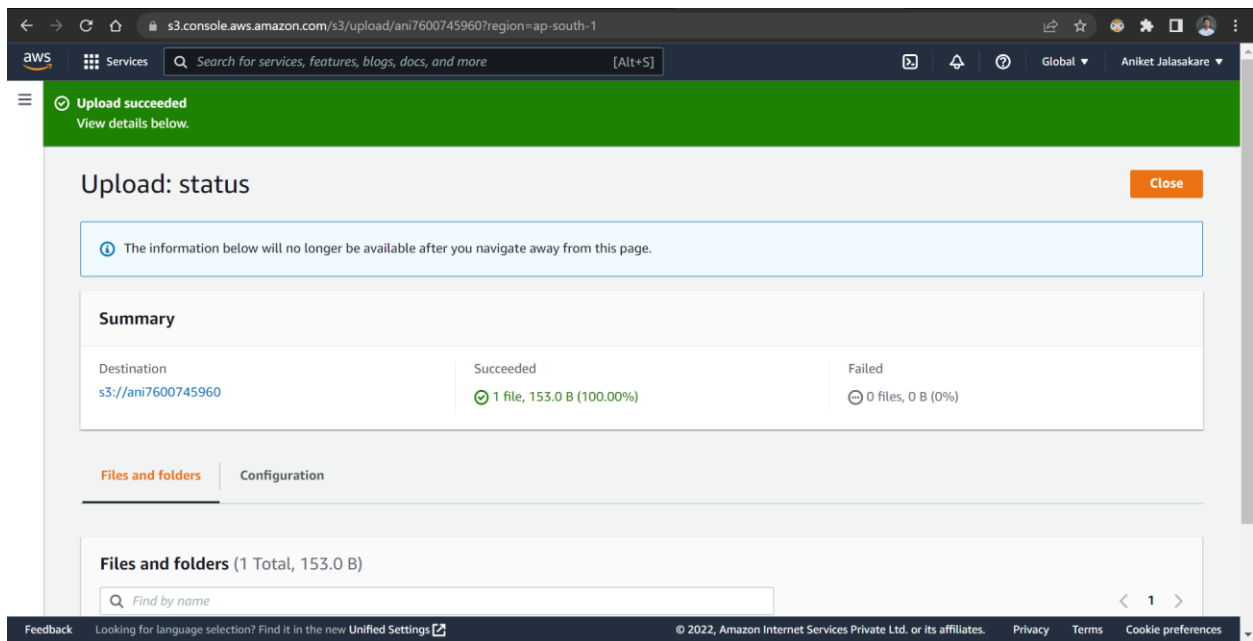 s3.console.aws.amazon.com/s3/upload/ani7600745960?region=ap-south-1
aws Services Search for services, features, blogs, docs, and more [Alt+S] Global Aniket Jalasakare
Upload succeeded
View details below.
Upload: status Close
The information below will no longer be available after you navigate away from this page.
Summary
Destination Succeeded Failed
s3://ani7600745960 1 file, 153.0 B (100.00%) 0 files, 0 B (0%)
Files and folders Configuration
Files and folders (1 Total, 153.0 B)
Find by name 1
Feedback Looking for language selection? Find it in the new Unified Settings © 2022, Amazon Internet Services Private Ltd. or its affiliates. Privacy Terms Cookie preferences